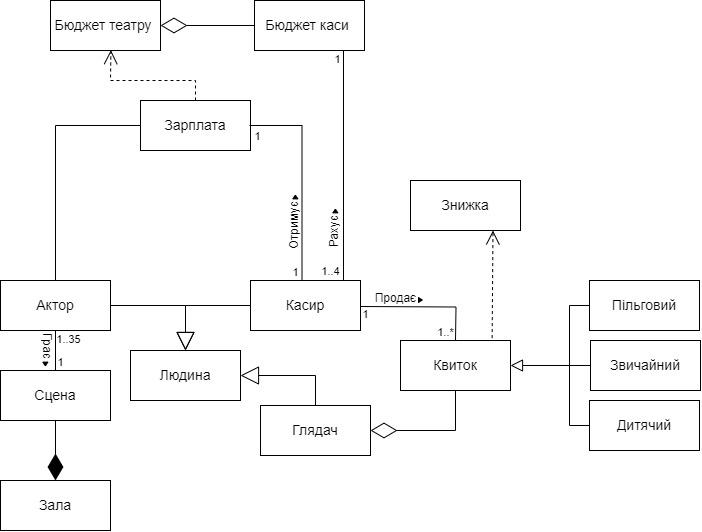 Бюджет театру
Бюджет каси
1
Зарплата
1
Знижка
Отримує
Рахує
1
1..4
Актор
Касир
Продає
1
Пільговий
1..35
Грає
1
1..*
Людина
Квиток
Звичайний
Сцена
Глядач
Дитячий
Зала